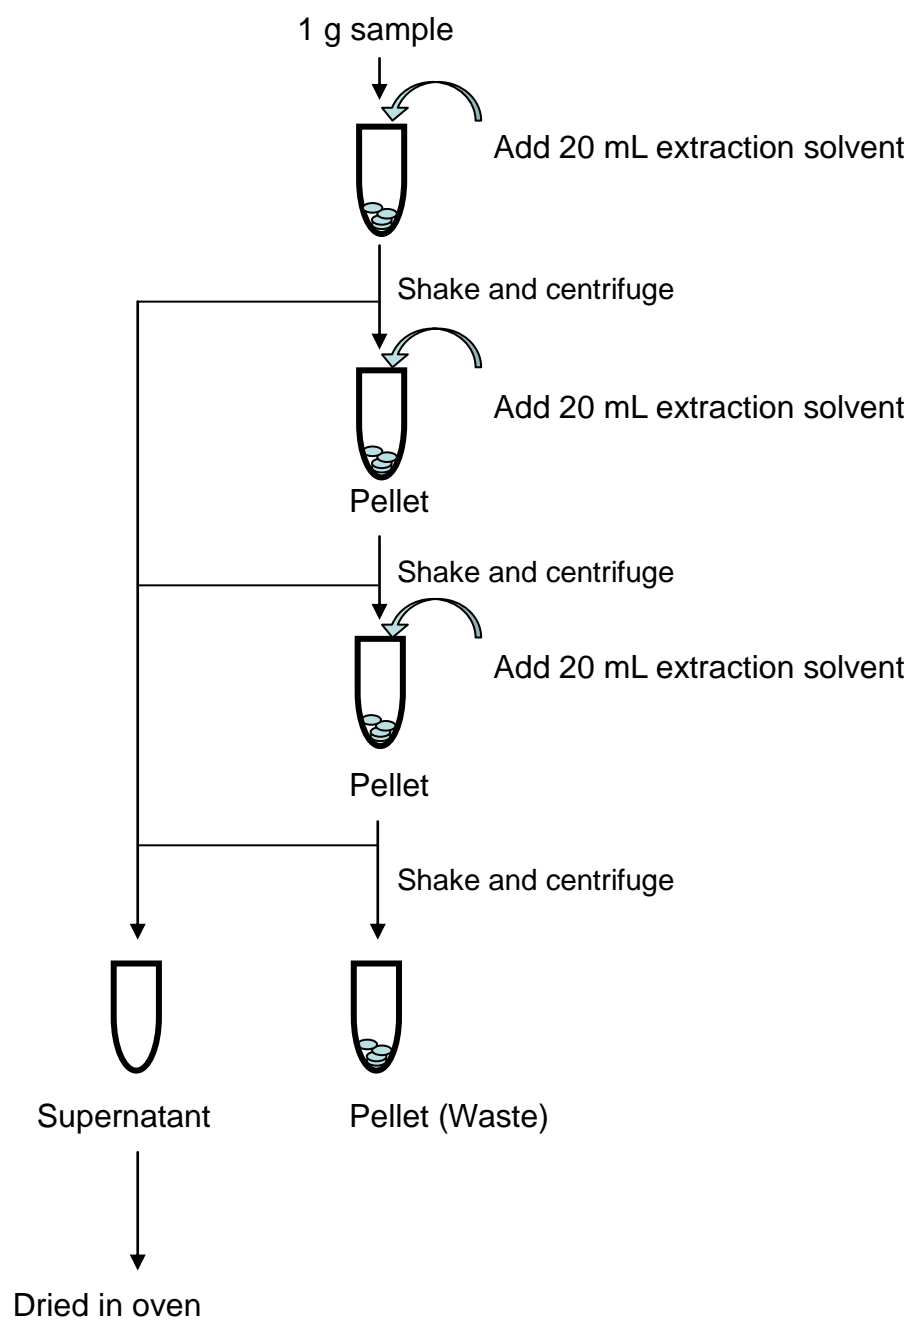 1 g sample
Add 20 mL extraction solvent
Shake and centrifuge
Add 20 mL extraction solvent
Pellet
Shake and centrifuge
Add 20 mL extraction solvent
Pellet
Shake and centrifuge
Supernatant
Pellet (Waste)
Dried in oven